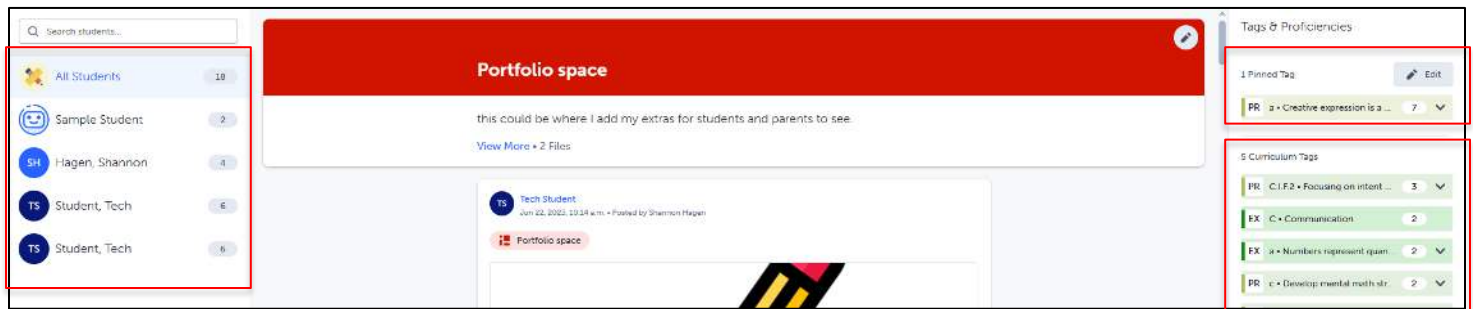 Search students...
All Students 18
Sample Student 2
SH Hagen, Shannon 4
TS Student, Tech 6
TS Student, Tech 6
Portfolio space
this could be where I add my extras for students and parents to see.
View More • 2 Files
TS Tech Student
Jun 22, 2023, 10:14 a.m. • Posted by Shannon Hagen
Portfolio space
Tags & Proficiencies
1 Pinned Tag Edit
PR a • Creative expression is a ... 7
5 Curriculum Tags
PR C.I.F.2 • Focusing on intent ... 3
EX C • Communication 2
EX a • Numbers represent quan... 2
PR c • Develop mental math str... 2